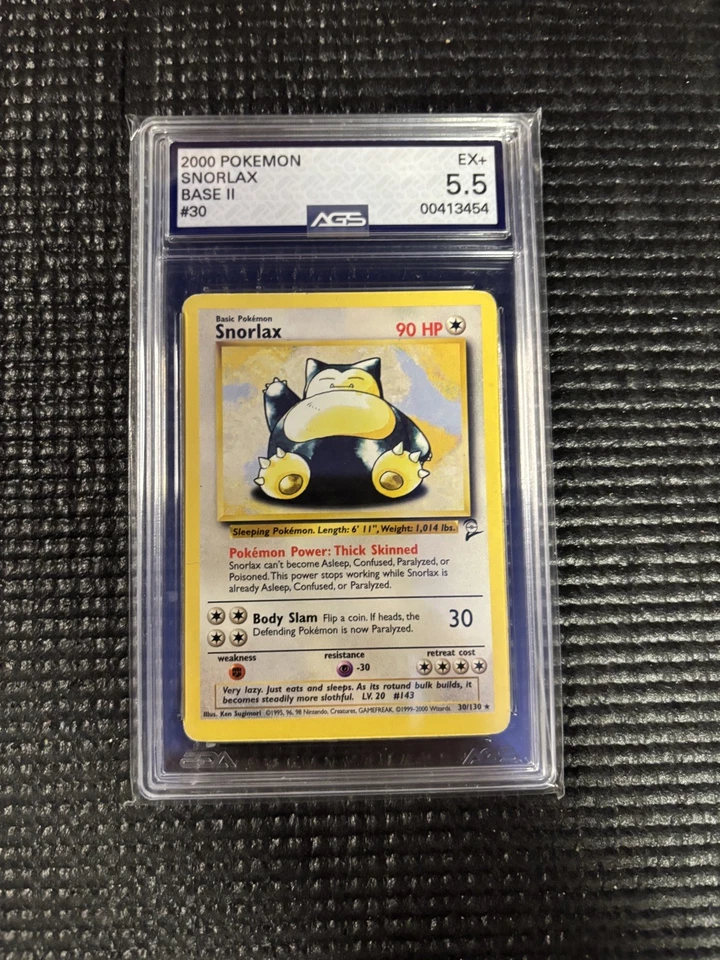 2000 POKEMON
SNORLAX
BASE II
#30
EX+
5.5
00413454
AGS
Basic Pokémon
Snorlax
90 HP
Sleeping Pokémon. Length: 6' 11", Weight: 1,014 lbs.
Pokémon Power: Thick Skinned
Snorlax can't become Asleep, Confused, Paralyzed, or
Poisoned. This power stops working while Snorlax is
already Asleep, Confused, or Paralyzed.
Body Slam Flip a coin. If heads, the
Defending Pokémon is now Paralyzed.
30
weakness
resistance
retreat cost
-30
Very lazy. Just eats and sleeps. As its rotund bulk builds, it
becomes steadily more slothful. LV. 20 #143
Illus. Ken Sugimori ©1995, 96, 98 Nintendo, Creatures, GAMEFREAK. ©1999-2000 Wizards. 30/130 ★